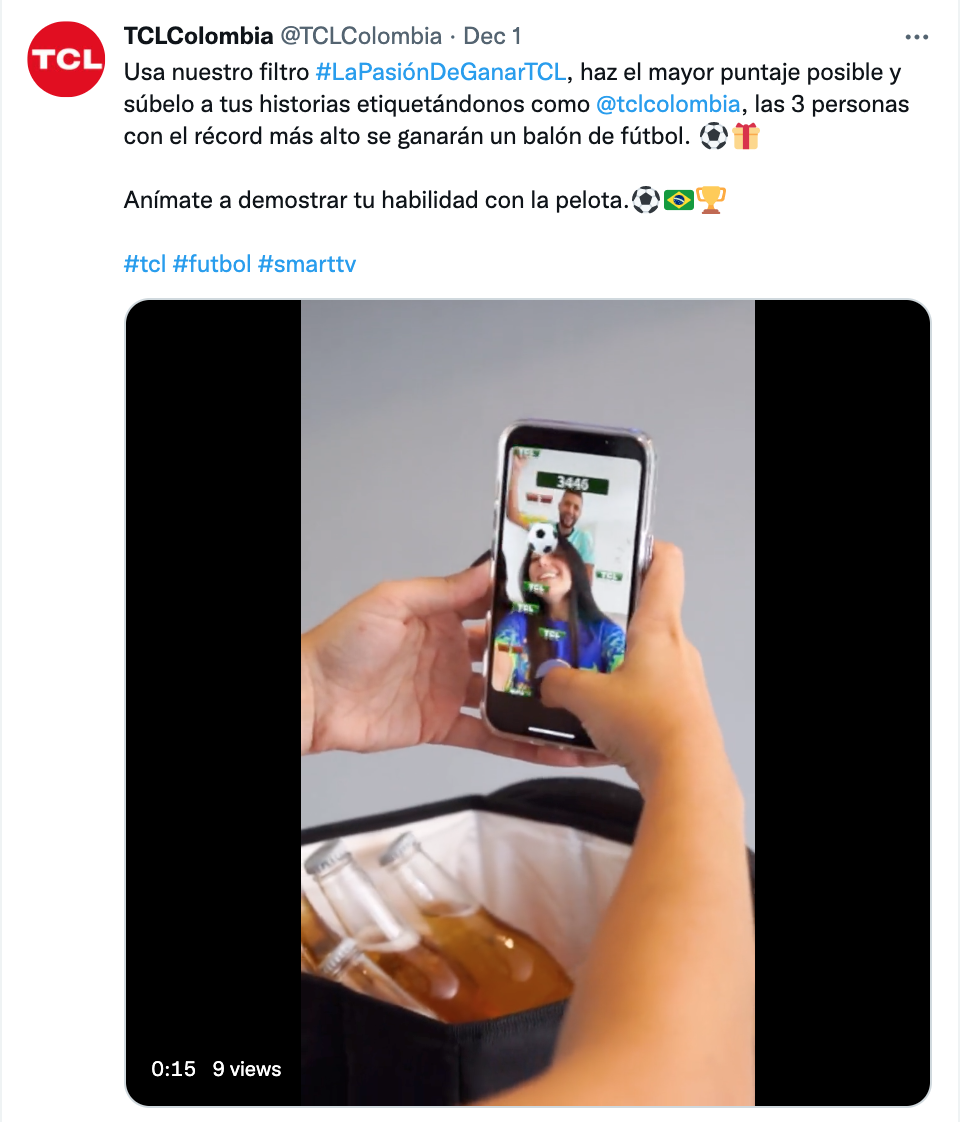 TCL
TCLColombia @TCLColombia · Dec 1
Usa nuestro filtro #LaPasiónDeGanarTCL, haz el mayor puntaje posible y
súbelo a tus historias etiquetándonos como @tclcolombia, las 3 personas
con el récord más alto se ganarán un balón de fútbol. ⚽🎁
Anímate a demostrar tu habilidad con la pelota.⚽🇧🇷🏆
#tcl #futbol #smarttv
TCL
3446
TCL
TCL
TCL
TCL
0:15 9 views